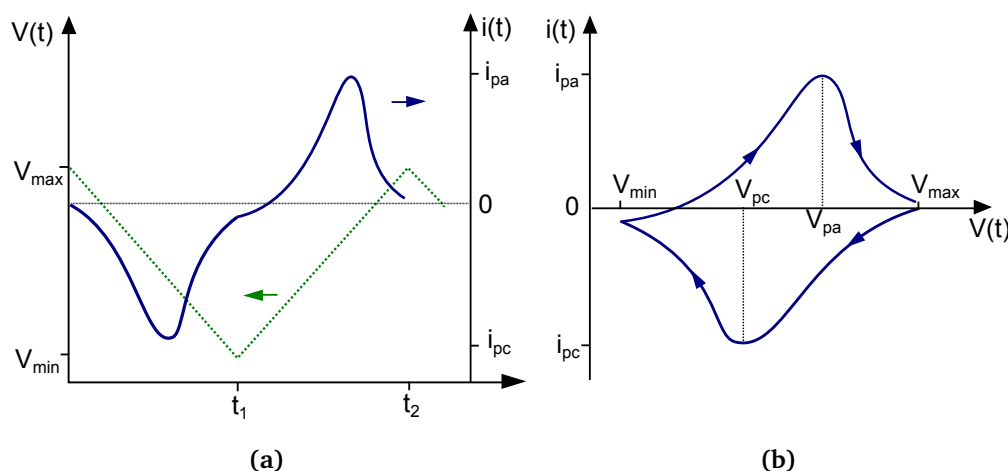 V(t)
i(t)
i(t)
i_pa
i_pa
V_max
V_min
V_max
V_pc
0
0
V_pa
V(t)
i_pc
i_pc
V_min
t_1
t_2
(a)
(b)